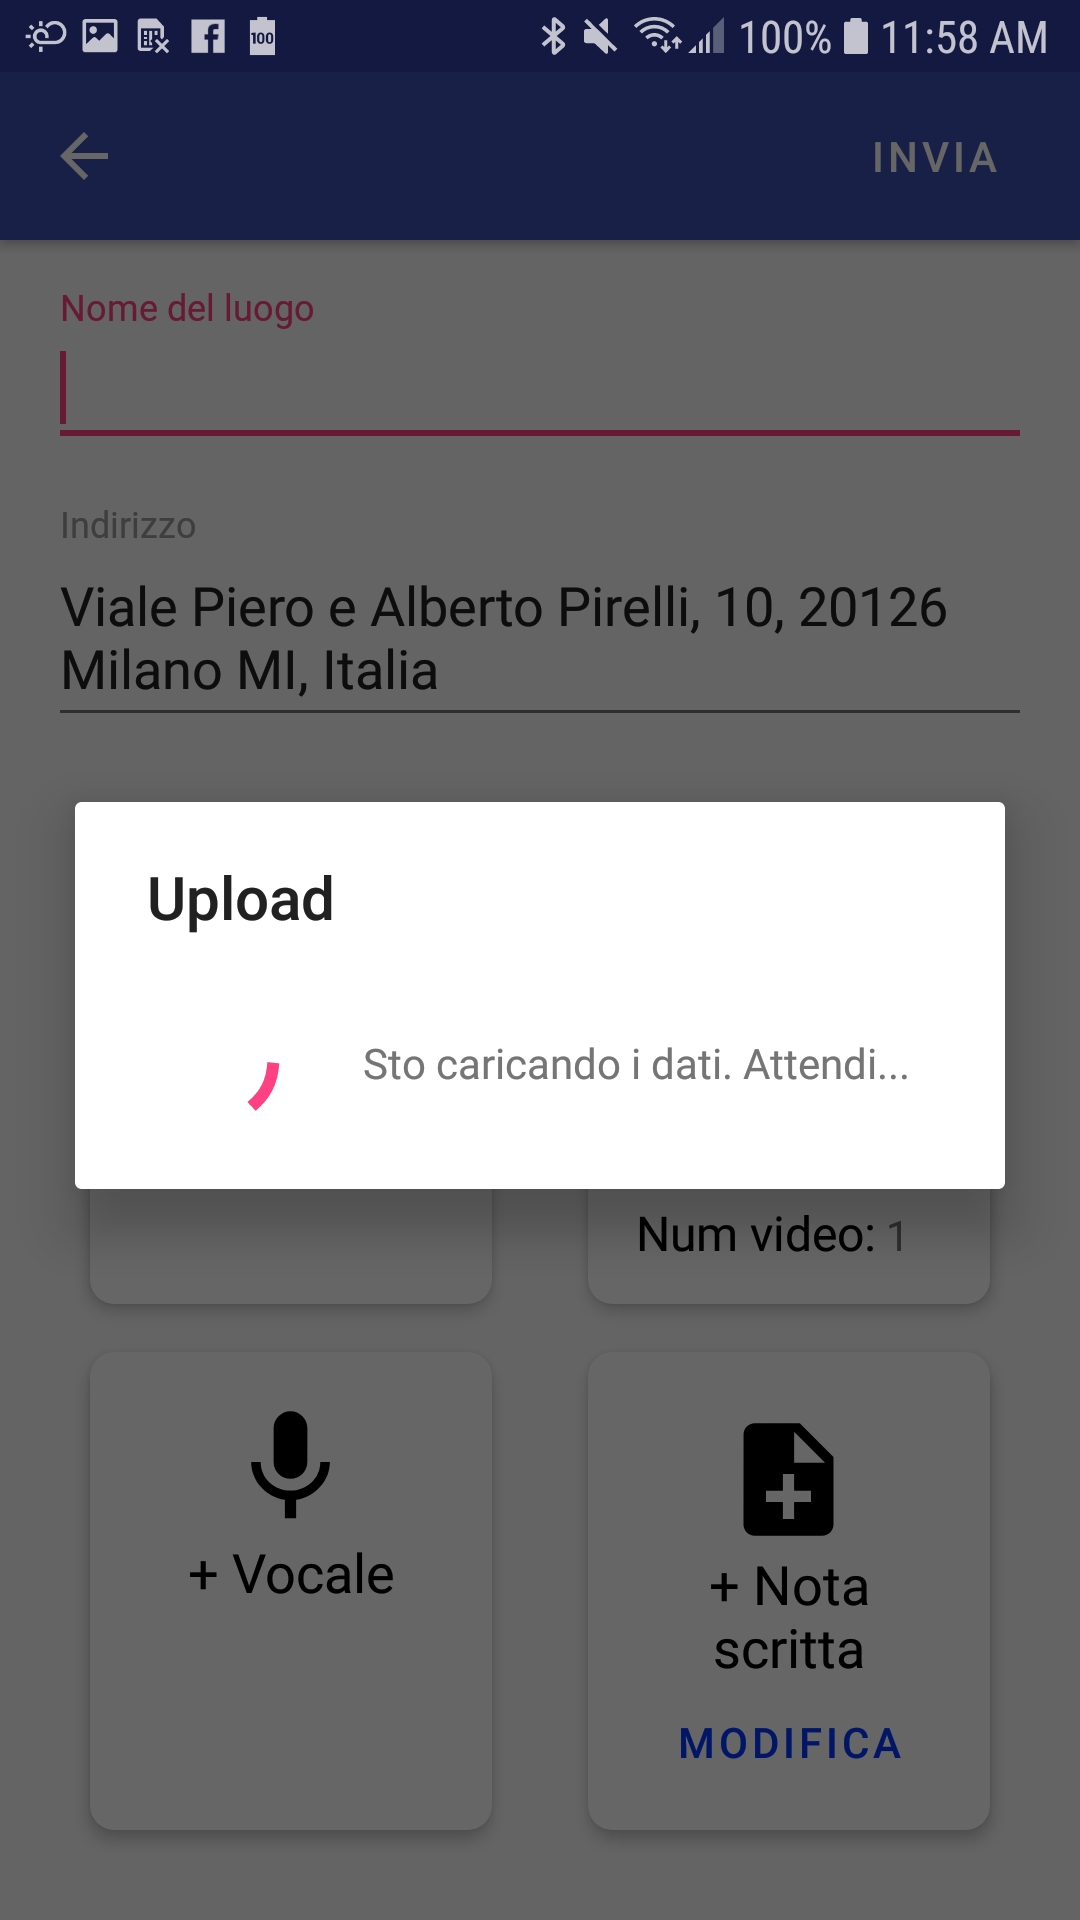 100
100% 11:58 AM
INVIA
Nome del luogo
Indirizzo
Viale Piero e Alberto Pirelli, 10, 20126
Milano MI, Italia
Upload
Sto caricando i dati. Attendi...
Num video: 1
+ Vocale
+ Nota
scritta
MODIFICA